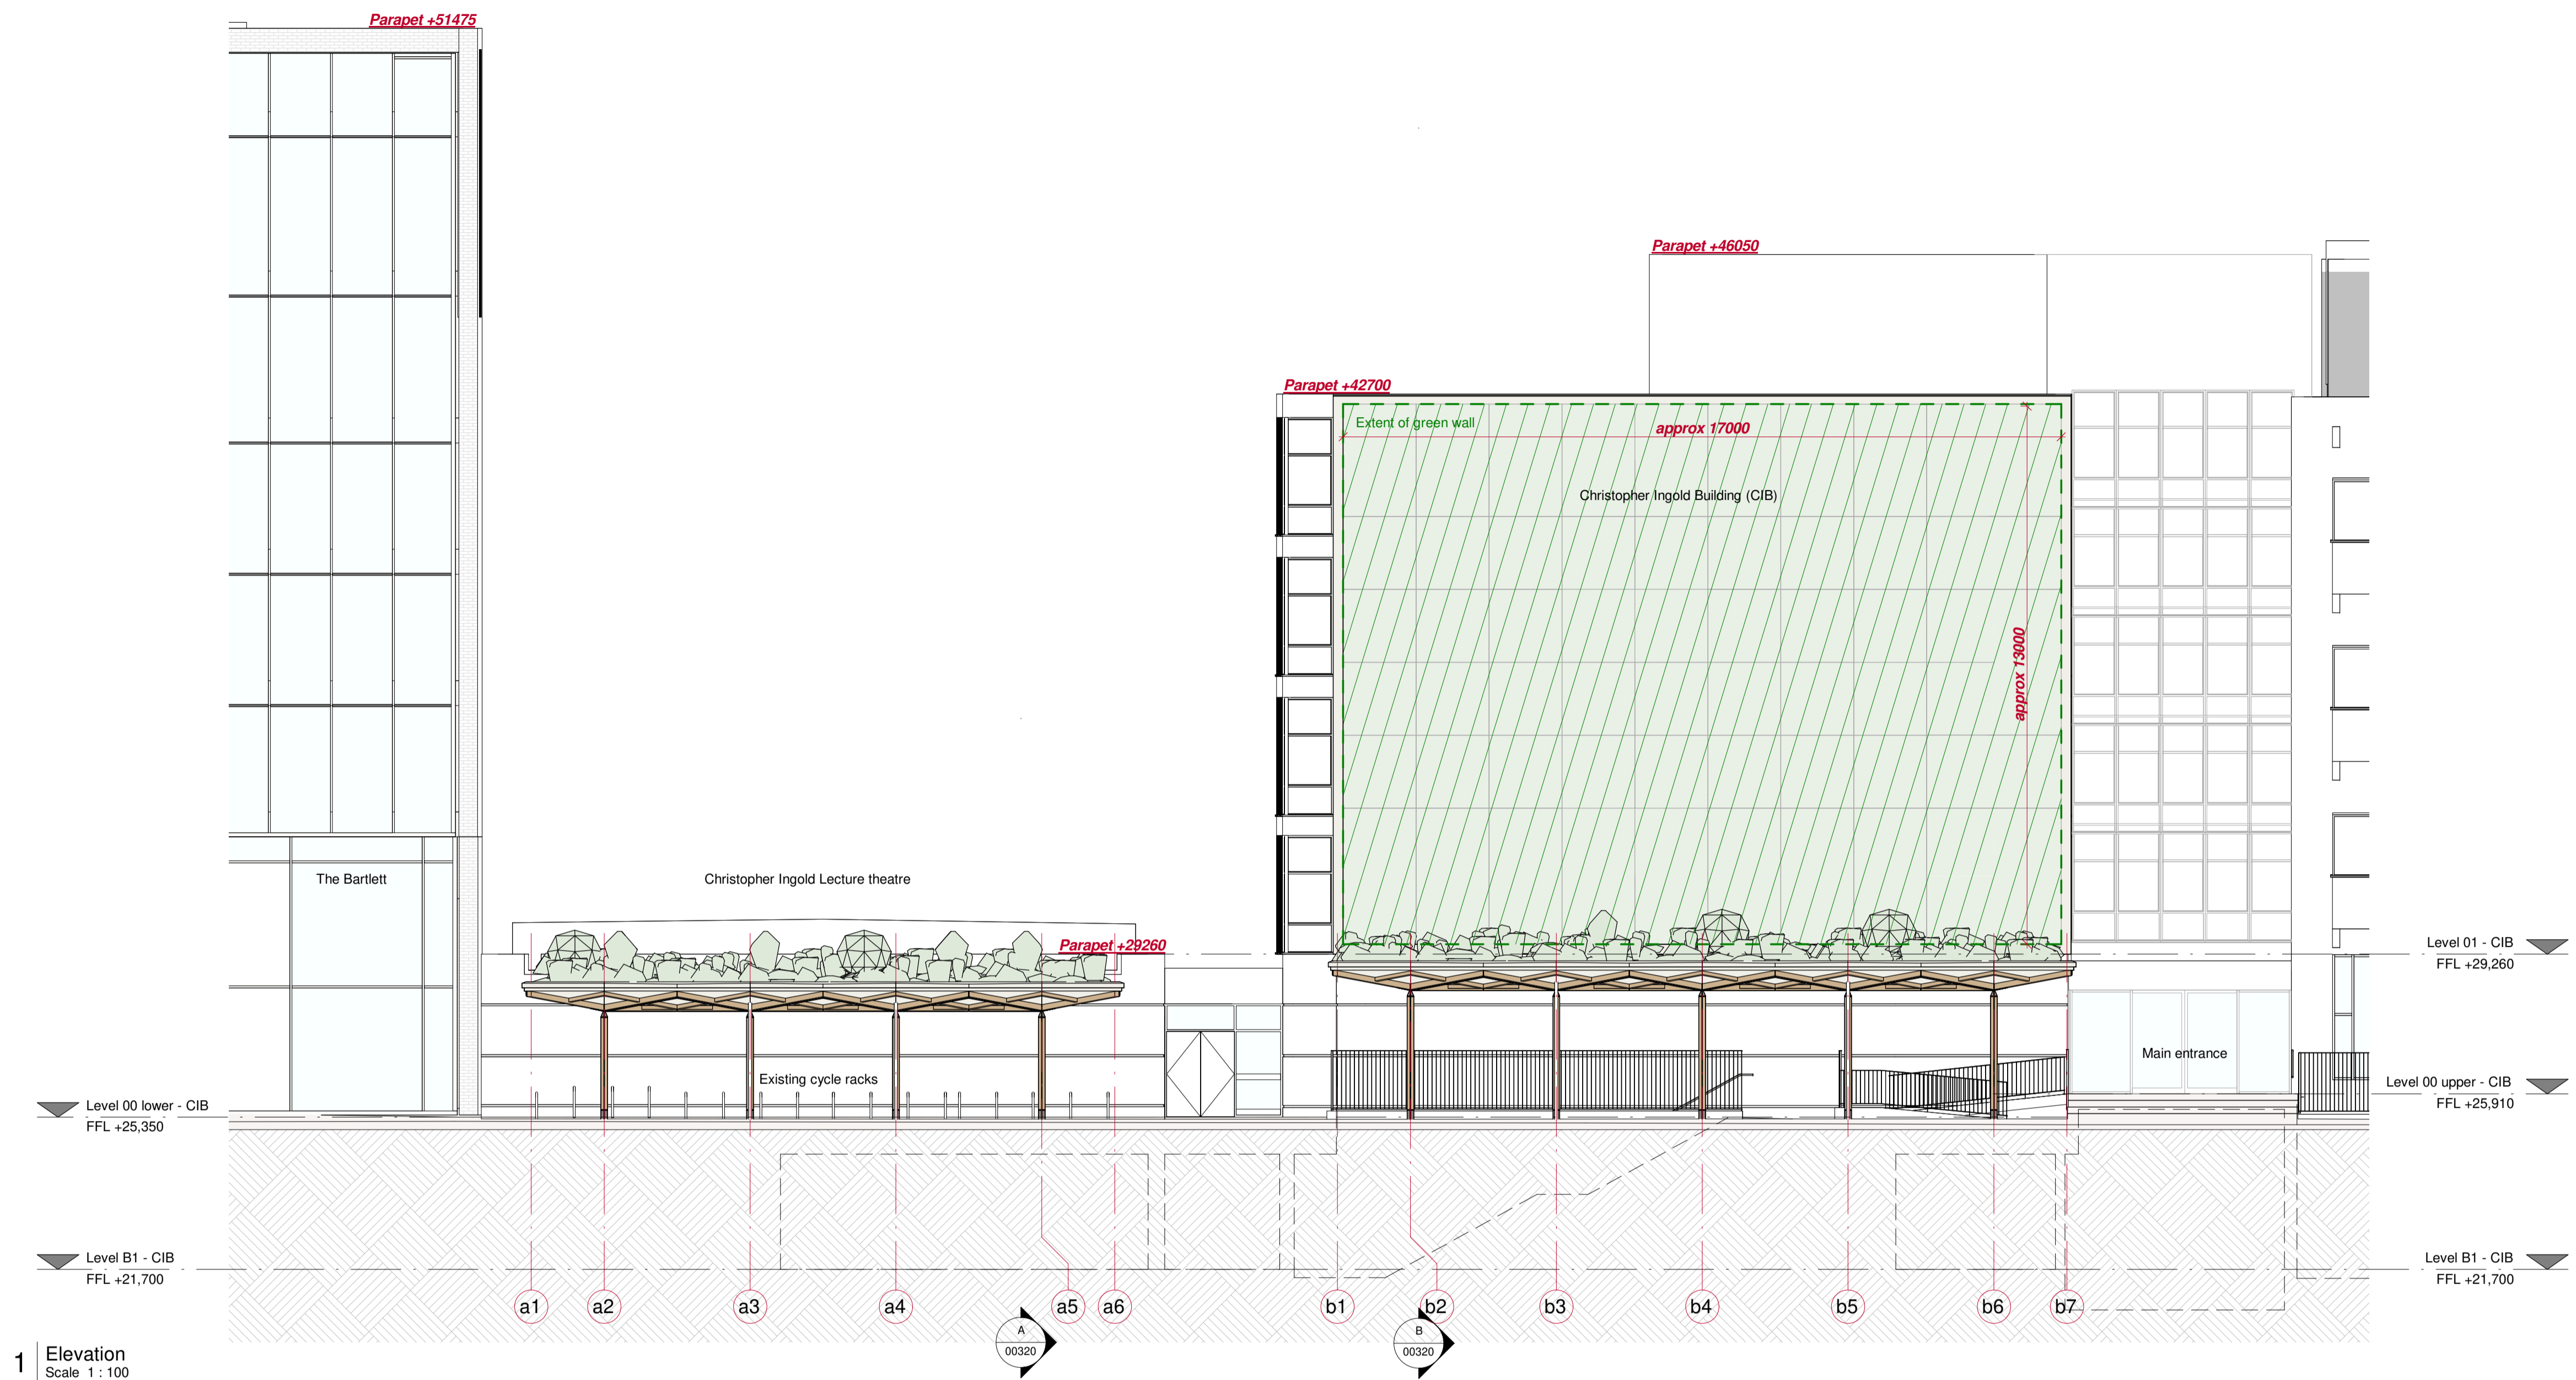 Parapet +51475
Parapet +46050
Parapet +42700
Extent of green wall
approx 17000
Christopher Ingold Building (CIB)
approx 13000
The Bartlett
Christopher Ingold Lecture theatre
Parapet +29260
Level 01 - CIB
FFL +29,260
Existing cycle racks
Main entrance
Level 00 upper - CIB
FFL +25,910
Level 00 lower - CIB
FFL +25,350
Level B1 - CIB
FFL +21,700
Level B1 - CIB
FFL +21,700
a1
a2
a3
a4
a5
a6
b1
b2
b3
b4
b5
b6
b7
A
00320
B
00320
1
Elevation
Scale 1 : 100